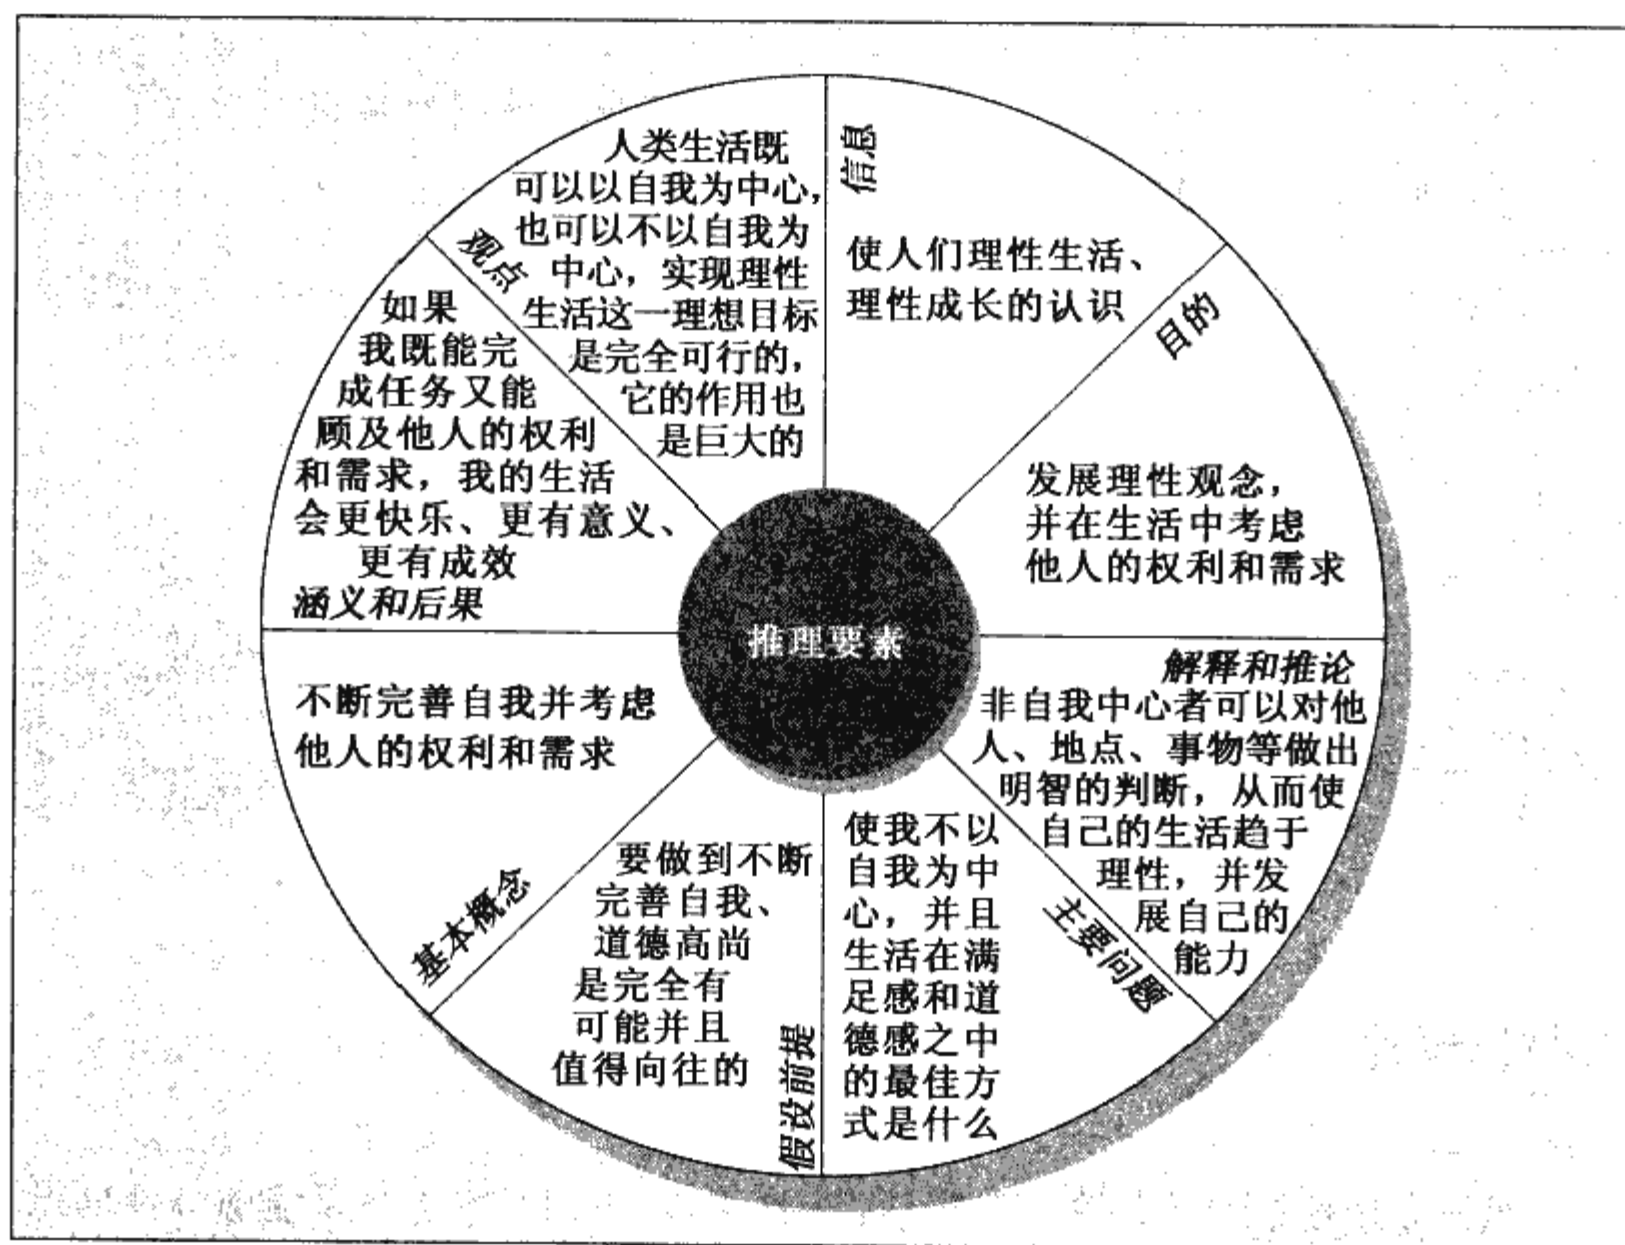 信息
使人们理性生活、
理性成长的认识
目的
发展理性观念，
并在生活中考虑
他人的权利和需求
解释和推论
非自我中心者可以对他
人、地点、事物等做出
明智的判断，从而使
自己的生活趋于
理性，并发
展自己的
能力
主要问题
使我不以
自我为中
心，并且
生活在满
足感和道
德感之中
的最佳方
式是什么
假设前提
要做到不断
完善自我、
道德高尚
是完全有
可能并且
值得向往的
基本概念
不断完善自我并考虑
他人的权利和需求
如果
我既能完
成任务又能
顾及他人的权利
和需求，我的生活
会更快乐、更有意义、
更有成效
涵义和后果
观点
人类生活既
可以以自我为中心，
也可以不以自我为
中心，实现理性
生活这一理想目标
是完全可行的，
它的作用也
是巨大的
推理要素